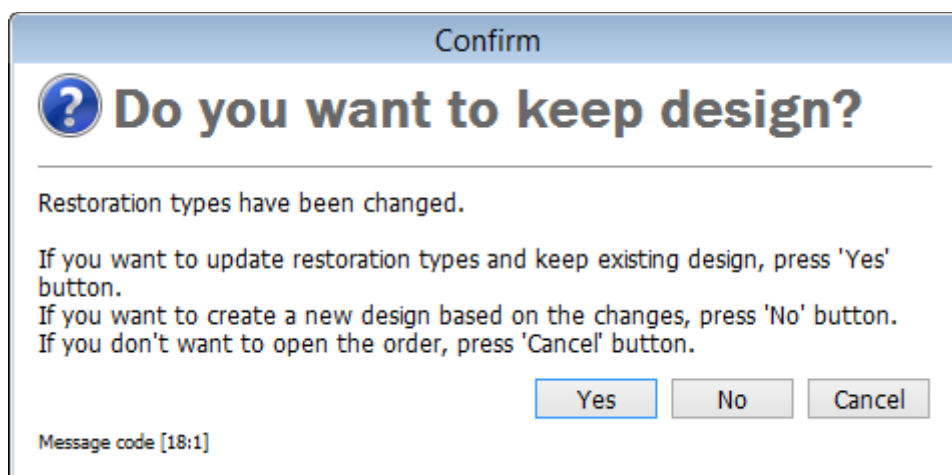 Confirm
Do you want to keep design?
Restoration types have been changed.
If you want to update restoration types and keep existing design, press 'Yes'
button.
If you want to create a new design based on the changes, press 'No' button.
If you don't want to open the order, press 'Cancel' button.
Yes No Cancel
Message code [18:1]